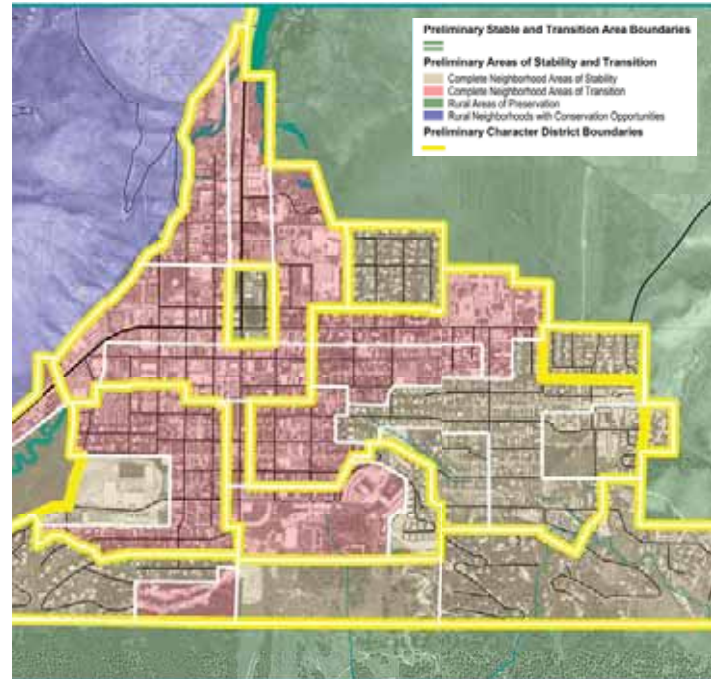 Preliminary Stable and Transition Area Boundaries
Preliminary Areas of Stability and Transition
Complete Neighborhood Areas of Stability
Complete Neighborhood Areas of Transition
Rural Areas of Preservation
Rural Neighborhoods with Conservation Opportunities
Preliminary Character District Boundaries